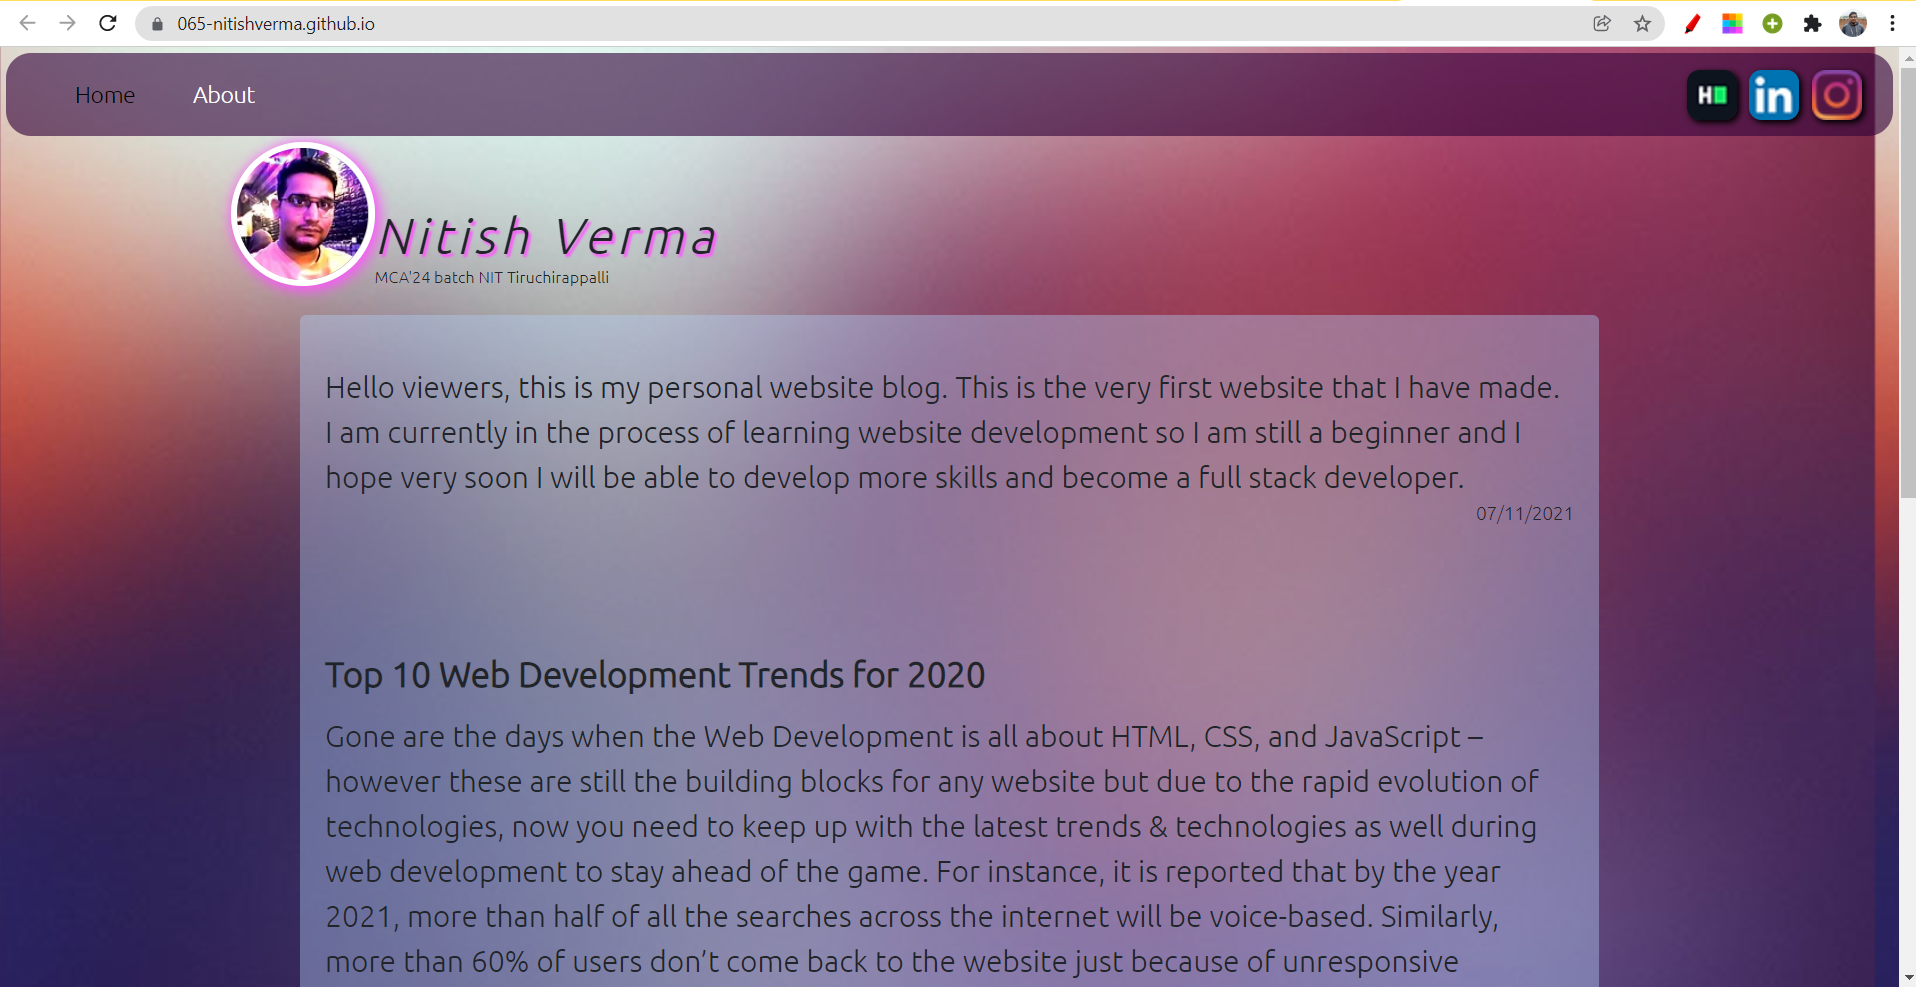 065-nitishverma.github.io
Home About
H
in
Nitish Verma
MCA'24 batch NIT Tiruchirappalli
Hello viewers, this is my personal website blog. This is the very first website that I have made.
I am currently in the process of learning website development so I am still a beginner and I
hope very soon I will be able to develop more skills and become a full stack developer.
07/11/2021
Top 10 Web Development Trends for 2020
Gone are the days when the Web Development is all about HTML, CSS, and JavaScript –
however these are still the building blocks for any website but due to the rapid evolution of
technologies, now you need to keep up with the latest trends & technologies as well during
web development to stay ahead of the game. For instance, it is reported that by the year
2021, more than half of all the searches across the internet will be voice-based. Similarly,
more than 60% of users don’t come back to the website just because of unresponsive